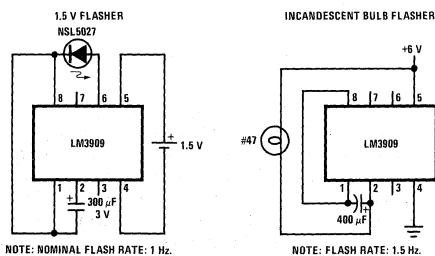 1.5 V FLASHER
NSL5027
8 7 6 5
LM3909
1 2 3 4
+
1.5 V
+
300 µF
3 V
NOTE: NOMINAL FLASH RATE: 1 Hz.
INCANDESCENT BULB FLASHER
+6 V
8 7 6 5
#47
LM3909
1 2 3 4
+
400 µF
NOTE: FLASH RATE: 1.5 Hz.